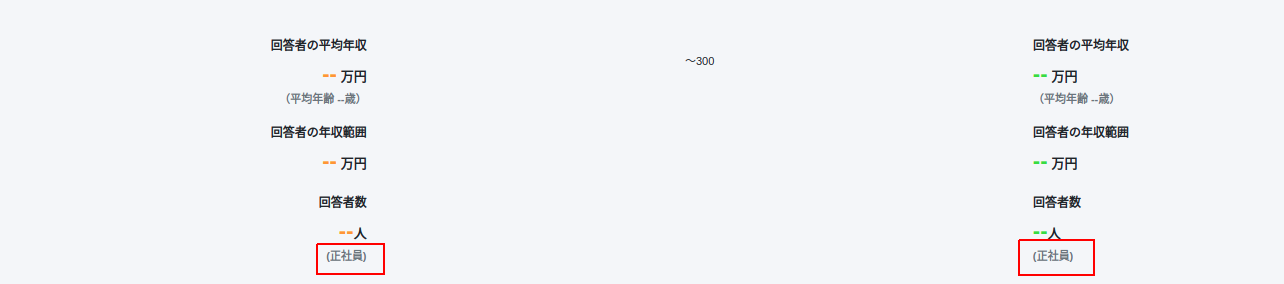 回答者の平均年収
-- 万円
（平均年齢 --歳）
回答者の年収範囲
-- 万円
回答者数
--人
(正社員)
～300
回答者の平均年収
-- 万円
（平均年齢 --歳）
回答者の年収範囲
-- 万円
回答者数
--人
(正社員)